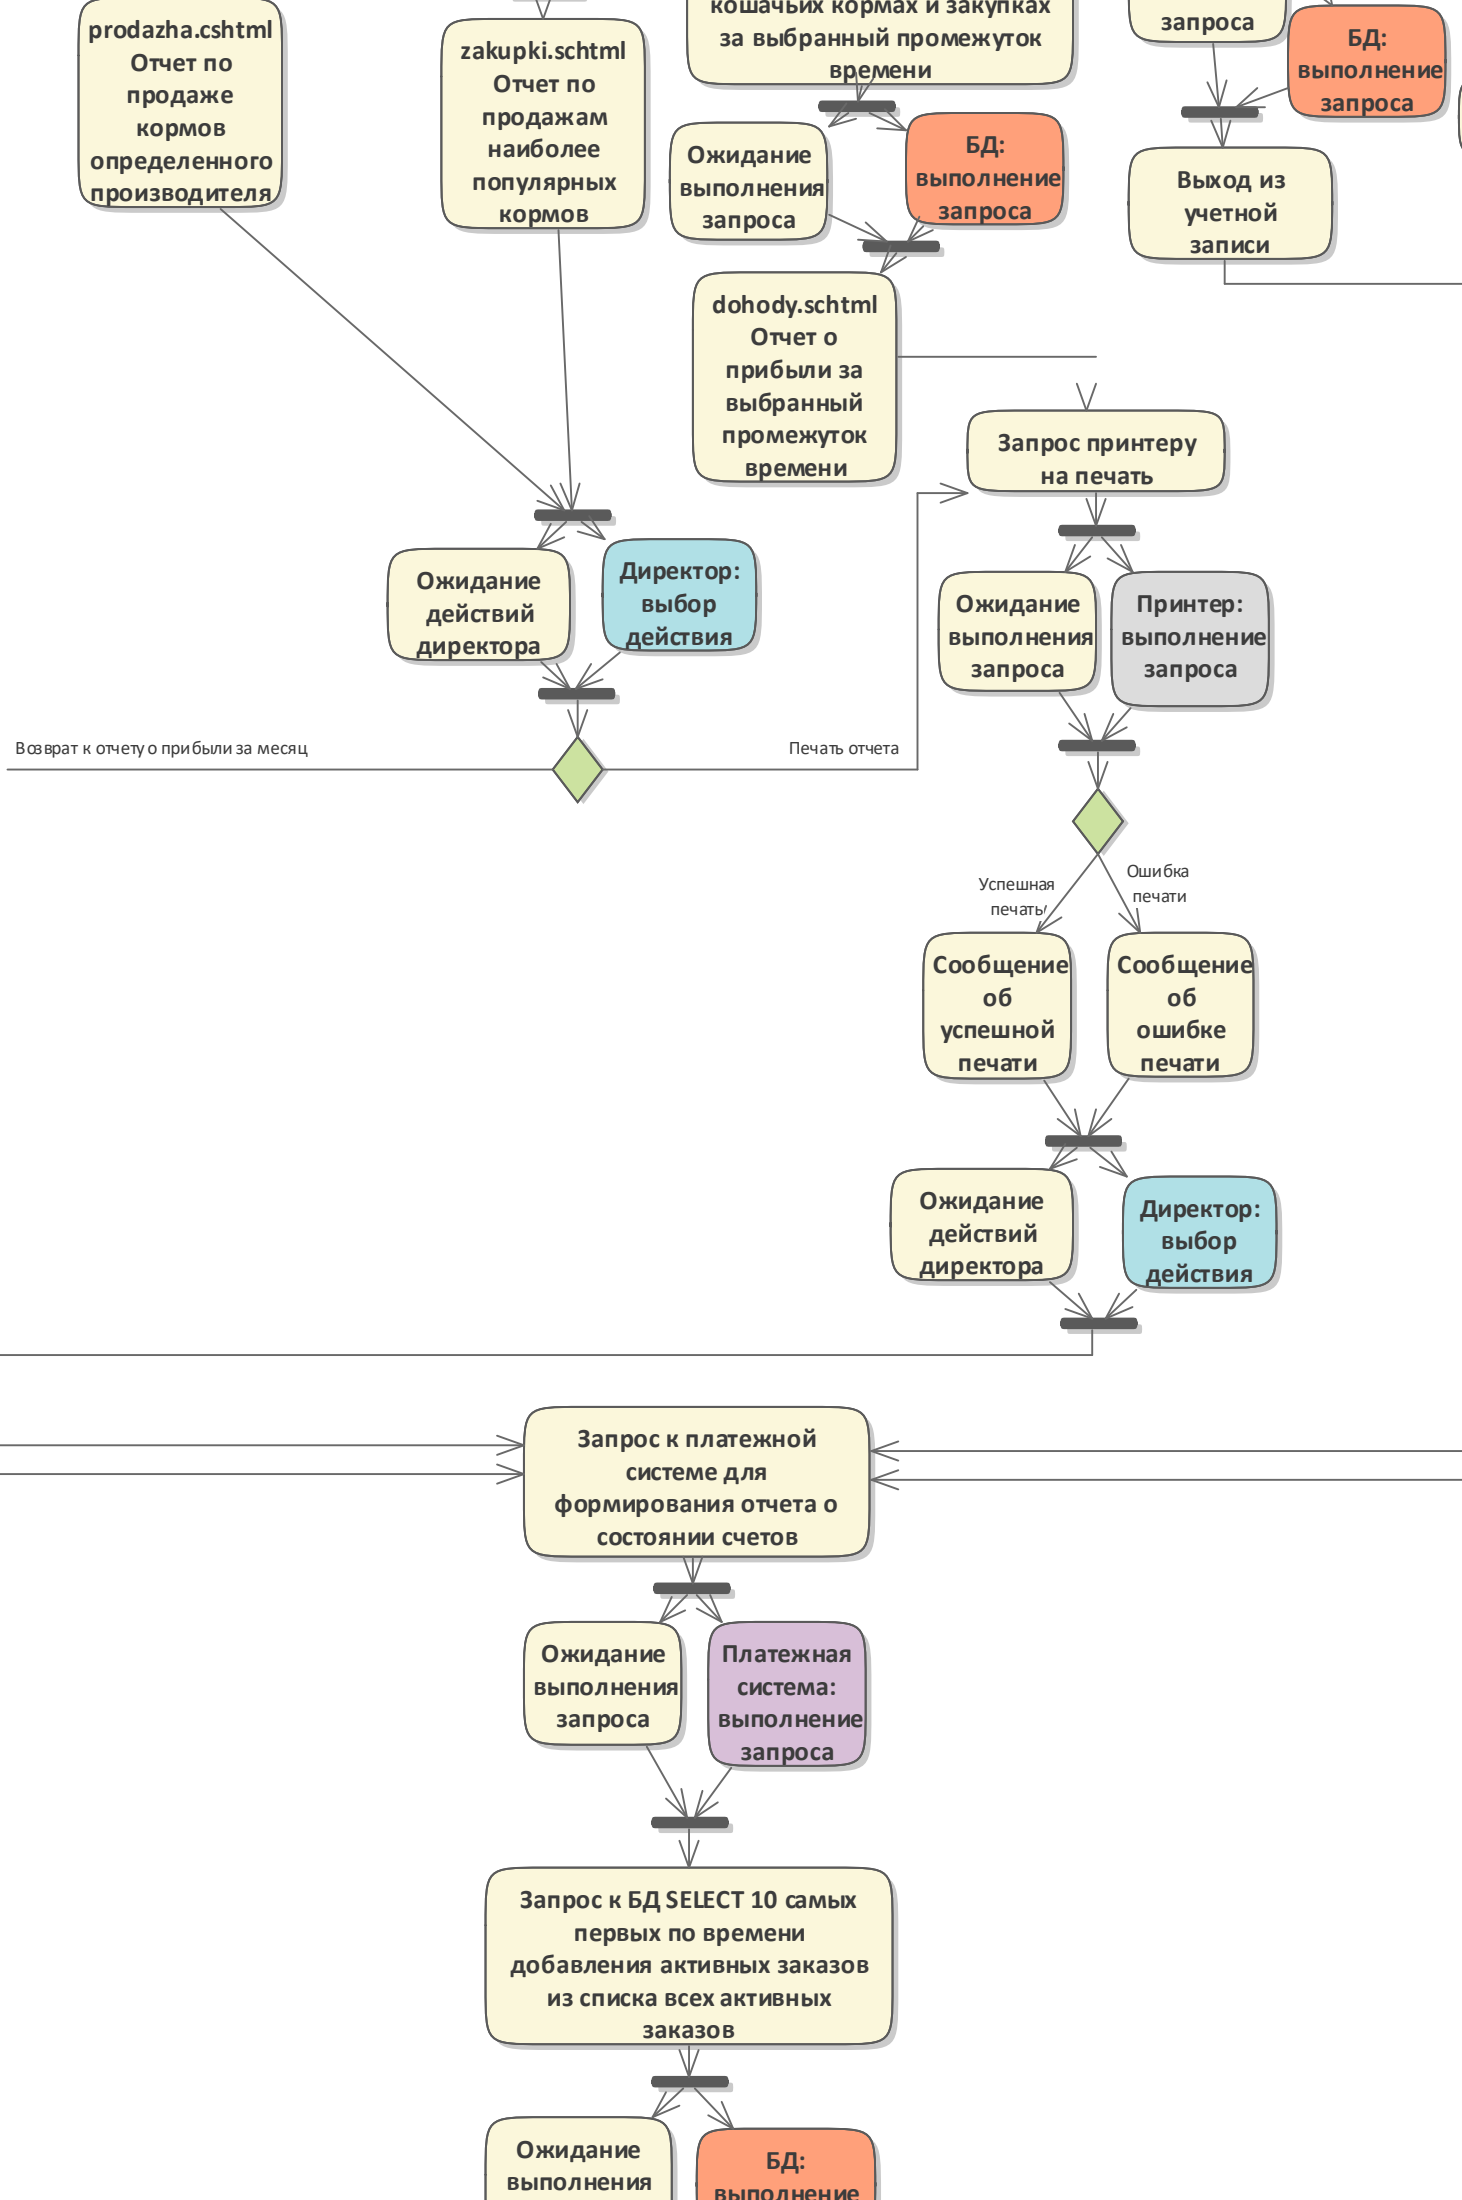 prodazha.cshtml
Отчет по
продаже
кормов
определенного
производителя
zakupki.schtml
Отчет по
продажам
наиболее
популярных
кормов
кошачьих кормах и закупках
за выбранный промежуток
времени
запроса
БД:
выполнение
запроса
Ожидание
выполнения
запроса
БД:
выполнение
запроса
Выход из
учетной
записи
dohody.schtml
Отчет о
прибыли за
выбранный
промежуток
времени
Запрос принтеру
на печать
Ожидание
действий
директора
Директор:
выбор
действия
Ожидание
выполнения
запроса
Принтер:
выполнение
запроса
Возврат к отчету о прибыли за месяц
Печать отчета
Успешная
печать
Ошибка
печати
Сообщение
об
успешной
печати
Сообщение
об
ошибке
печати
Ожидание
действий
директора
Директор:
выбор
действия
Запрос к платежной
системе для
формирования отчета о
состоянии счетов
Ожидание
выполнения
запроса
Платежная
система:
выполнение
запроса
Запрос к БД SELECT 10 самых
первых по времени
добавления активных заказов
из списка всех активных
заказов
Ожидание
выполнения
БД:
выполнение